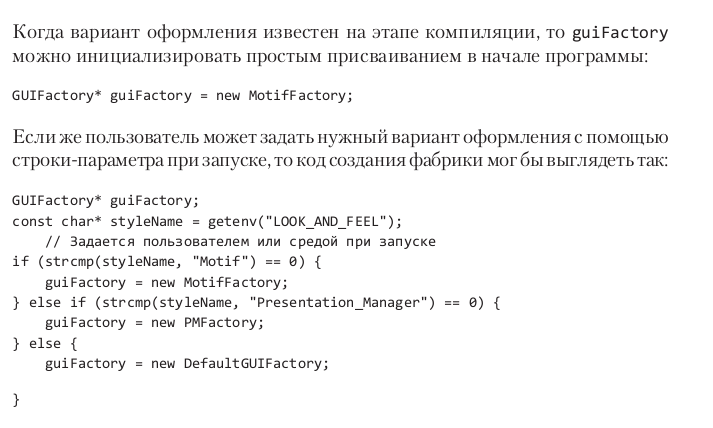 Когда вариант оформления известен на этапе компиляции, то guiFactory
можно инициализировать простым присваиванием в начале программы:
GUIFactory* guiFactory = new MotifFactory;
Если же пользователь может задать нужный вариант оформления с помощью
строки-параметра при запуске, то код создания фабрики мог бы выглядеть так:
GUIFactory* guiFactory;
const char* styleName = getenv("LOOK_AND_FEEL");
    // Задается пользователем или средой при запуске
if (strcmp(styleName, "Motif") == 0) {
    guiFactory = new MotifFactory;
} else if (strcmp(styleName, "Presentation_Manager") == 0) {
    guiFactory = new PMFactory;
} else {
    guiFactory = new DefaultGUIFactory;
}